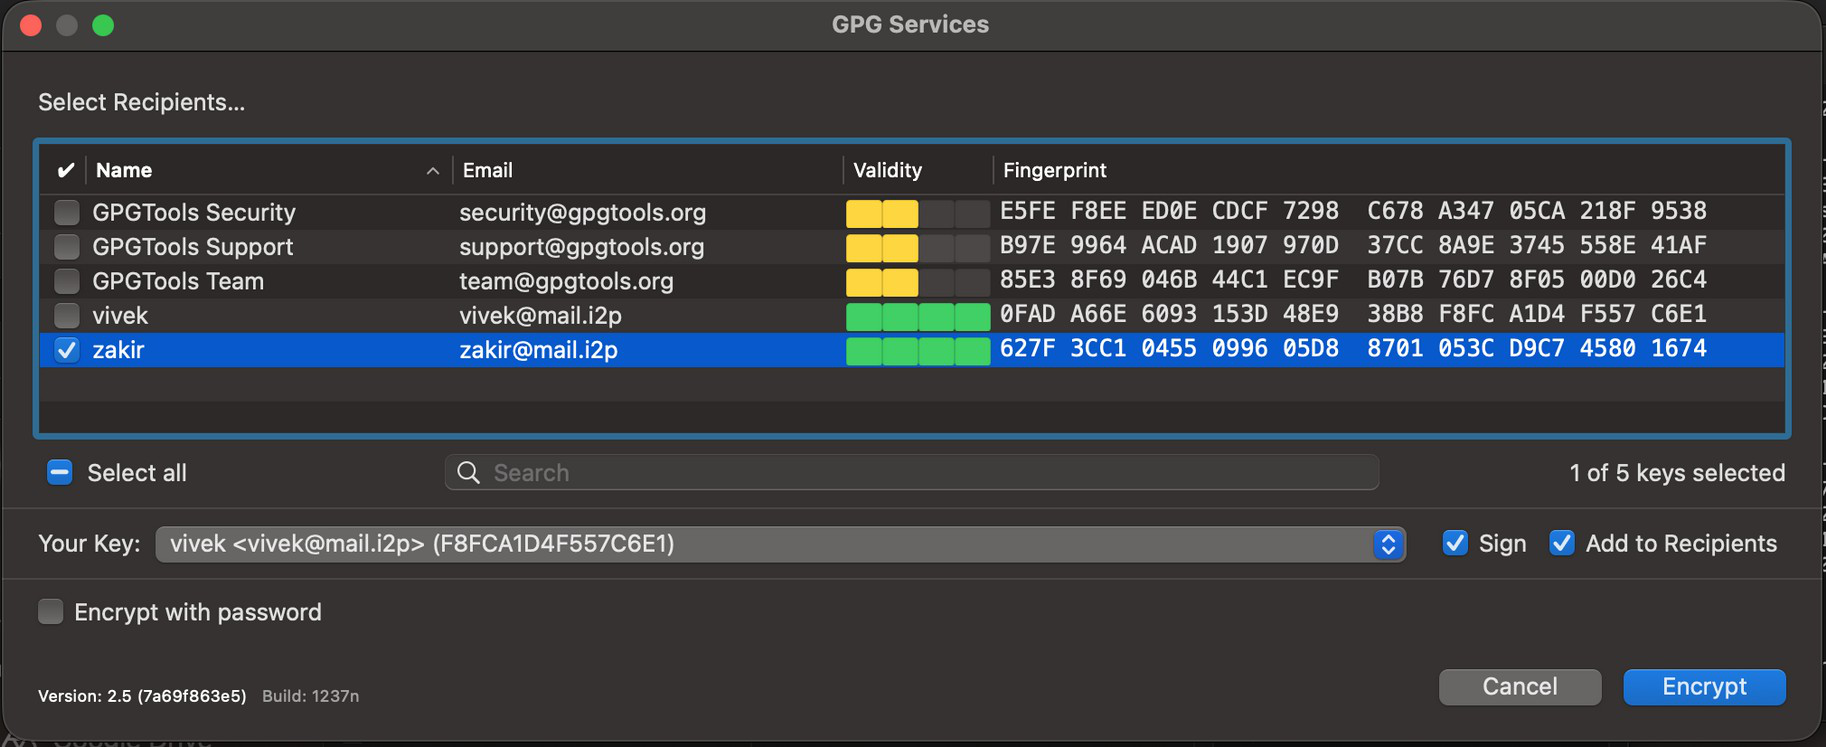 GPG Services
Select Recipients...
✔ Name Email Validity Fingerprint
GPGTools Security security@gpgtools.org E5FE F8EE ED0E CDCF 7298 C678 A347 05CA 218F 9538
GPGTools Support support@gpgtools.org B97E 9964 ACAD 1907 970D 37CC 8A9E 3745 558E 41AF
GPGTools Team team@gpgtools.org 85E3 8F69 046B 44C1 EC9F B07B 76D7 8F05 00D0 26C4
vivek vivek@mail.i2p 0FAD A66E 6093 153D 48E9 38B8 F8FC A1D4 F557 C6E1
zakir zakir@mail.i2p 627F 3CC1 0455 0996 05D8 8701 053C D9C7 4580 1674
Select all Search 1 of 5 keys selected
Your Key: vivek <vivek@mail.i2p> (F8FCA1D4F557C6E1) Sign Add to Recipients
Encrypt with password
Version: 2.5 (7a69f863e5) Build: 1237n
Cancel Encrypt
Google Drive